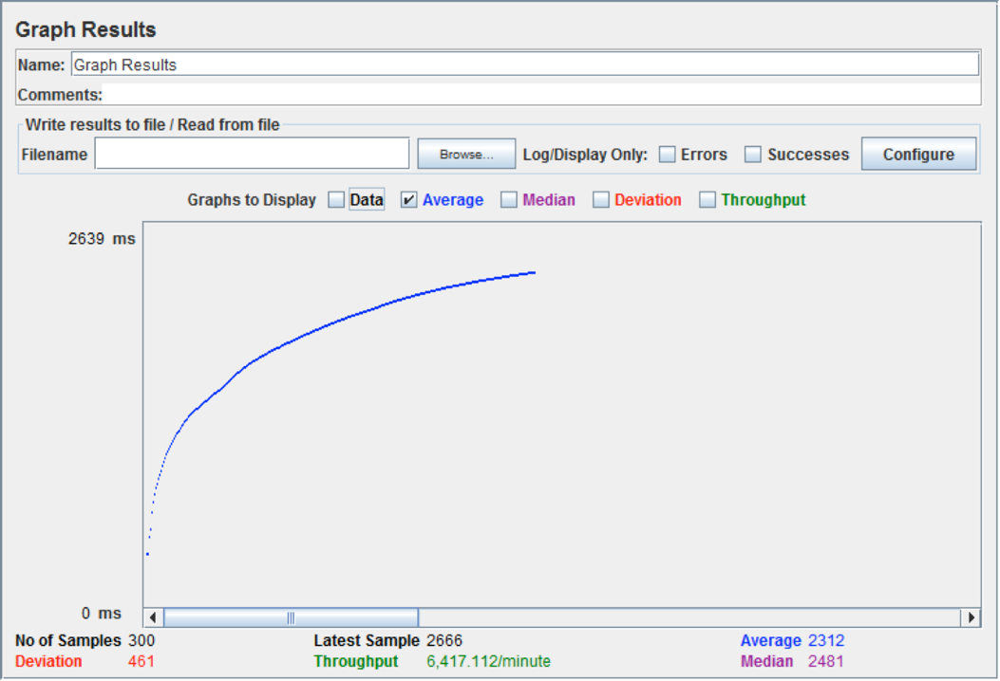 Graph Results
Name: Graph Results
Comments:
Write results to file / Read from file
Filename Browse... Log/Display Only: Errors Successes Configure
Graphs to Display Data Average Median Deviation Throughput
2639 ms
0 ms
No of Samples 300 Latest Sample 2666 Average 2312
Deviation 461 Throughput 6,417.112/minute Median 2481